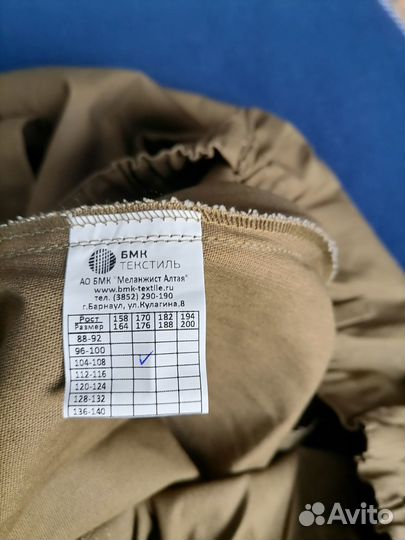 БМК
ТЕКСТИЛЬ
АО БМК "Меланжист Алтая"
www.bmk-textile.ru
тел. (3852) 290-190
г.Барнаул, ул.Кулагина,8
Рост 158 170 182 194
Размер 164 176 188 200
88-92
96-100
104-108 ✓
112-116
120-124
128-132
136-140
Avito